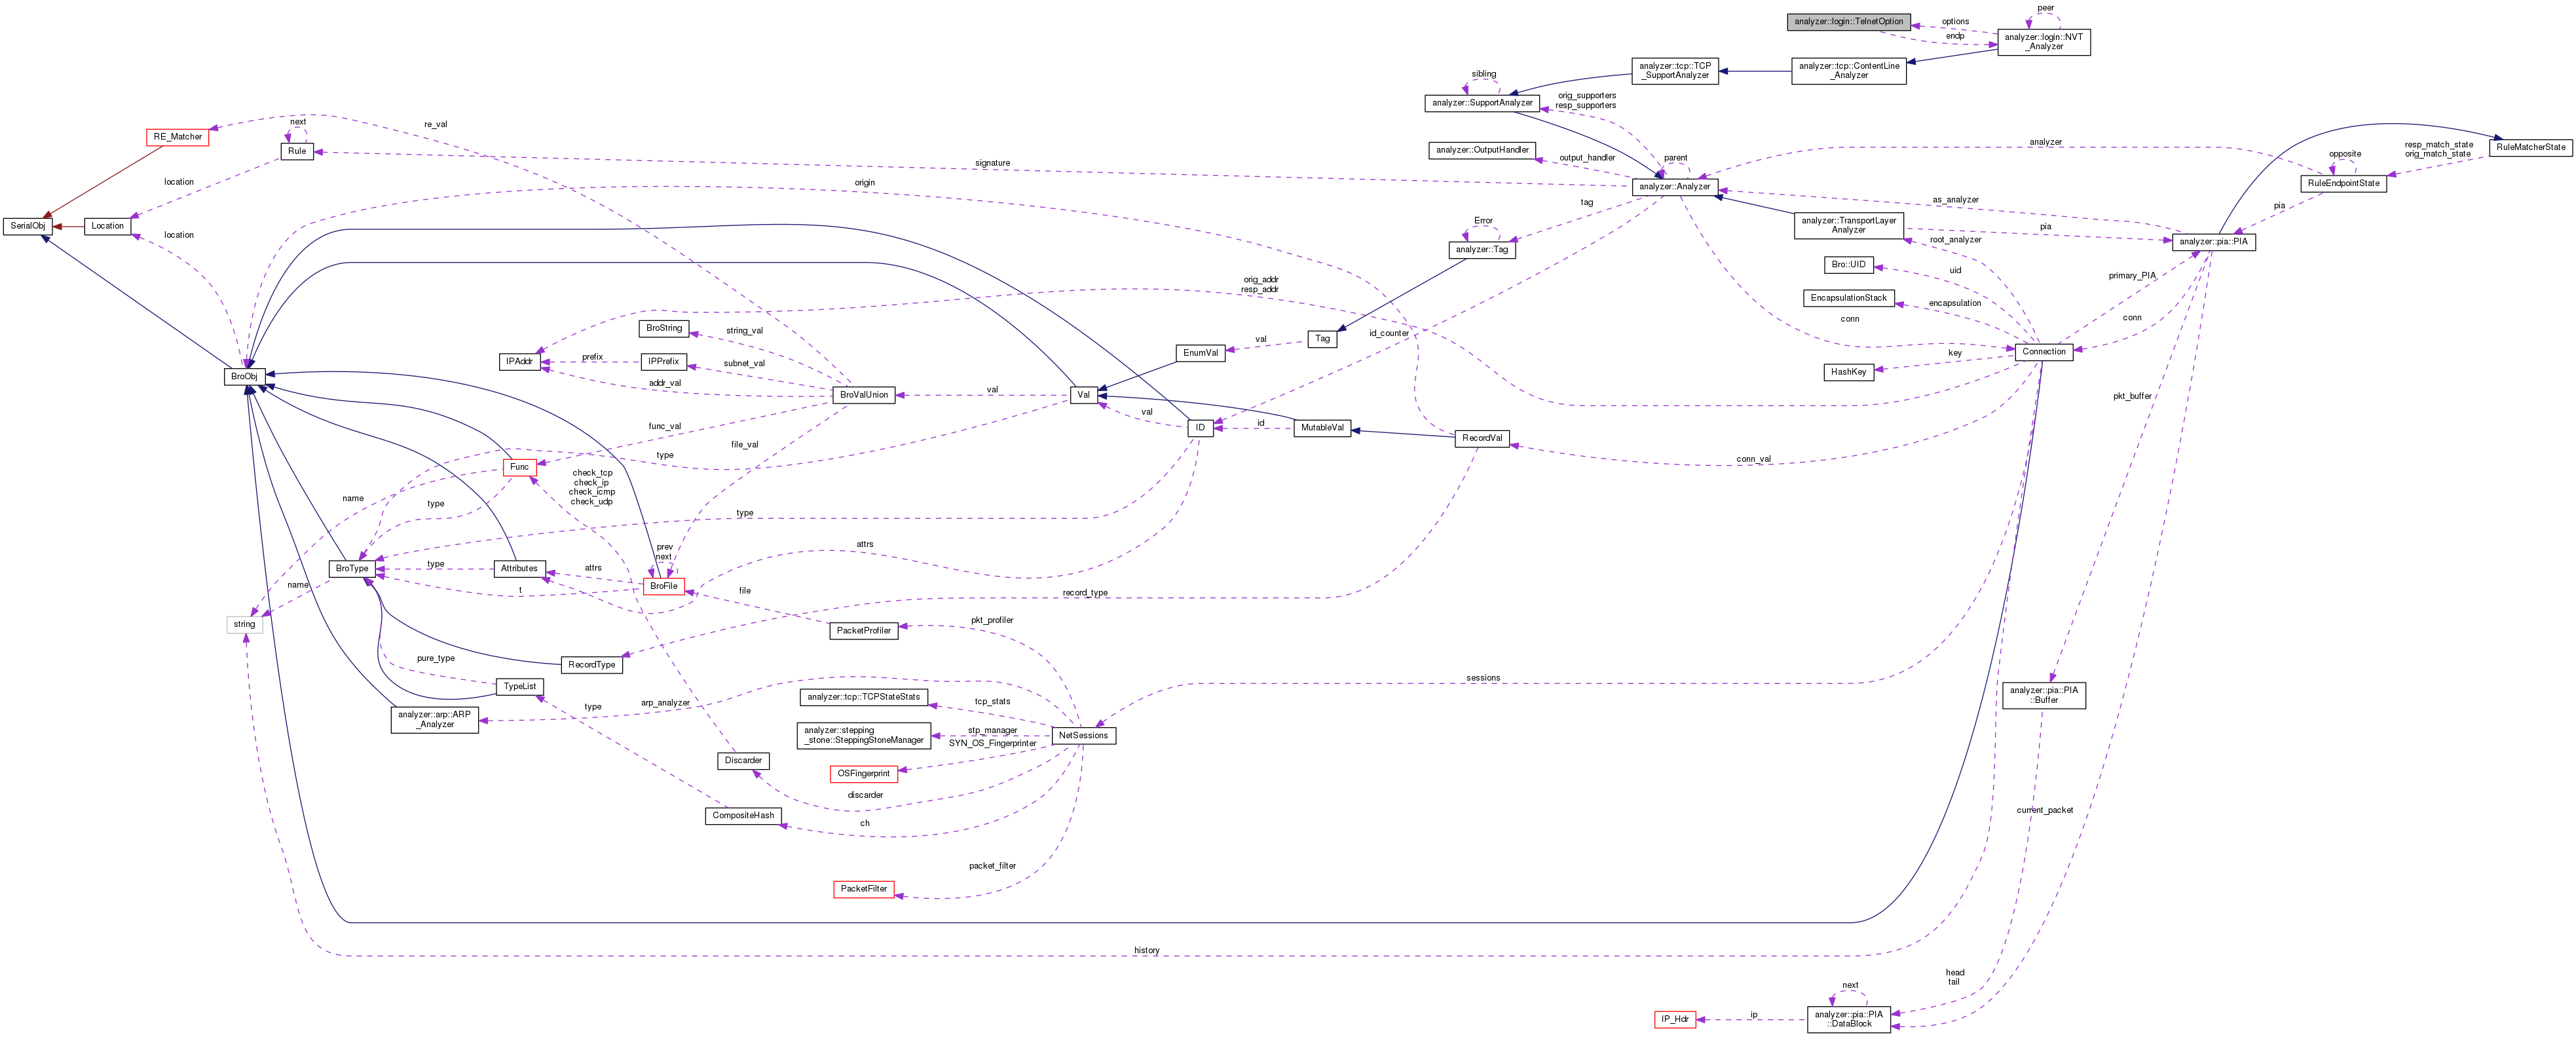 peer
analyzer::login::TelnetOption
options
endp
analyzer::login::NVT
_Analyzer
analyzer::tcp::TCP
_SupportAnalyzer
analyzer::tcp::ContentLine
_Analyzer
sibling
analyzer::SupportAnalyzer
orig_supporters
resp_supporters
re_val
next
RE_Matcher
Rule
analyzer::OutputHandler
output_handler
parent
analyzer
resp_match_state
orig_match_state
RuleMatcherState
opposite
signature
location
origin
analyzer::Analyzer
RuleEndpointState
as_analyzer
tag
pia
SerialObj
Location
location
Error
analyzer::Tag
analyzer::TransportLayer
Analyzer
pia
root_analyzer
analyzer::pia::PIA
Bro::UID
uid
primary_PIA
orig_addr
resp_addr
EncapsulationStack
encapsulation
conn
conn
BroString
string_val
id_counter
val
Tag
EnumVal
IPAddr
prefix
IPPrefix
subnet_val
Connection
key
HashKey
BroObj
addr_val
BroValUnion
val
Val
pkt_buffer
val
func_val
ID
id
MutableVal
RecordVal
file_val
type
conn_val
Func
check_tcp
check_ip
check_icmp
check_udp
name
type
type
prev
next
attrs
BroType
type
Attributes
attrs
BroFile
name
t
file
record_type
string
PacketProfiler
pkt_profiler
pure_type
RecordType
TypeList
sessions
analyzer::tcp::TCPStateStats
tcp_stats
analyzer::pia::PIA
::Buffer
analyzer::arp::ARP
_Analyzer
type
arp_analyzer
analyzer::stepping
_stone::SteppingStoneManager
stp_manager
SYN_OS_Fingerprinter
NetSessions
Discarder
OSFingerprint
discarder
CompositeHash
ch
current_packet
packet_filter
PacketFilter
history
head
tail
next
IP_Hdr
ip
analyzer::pia::PIA
::DataBlock